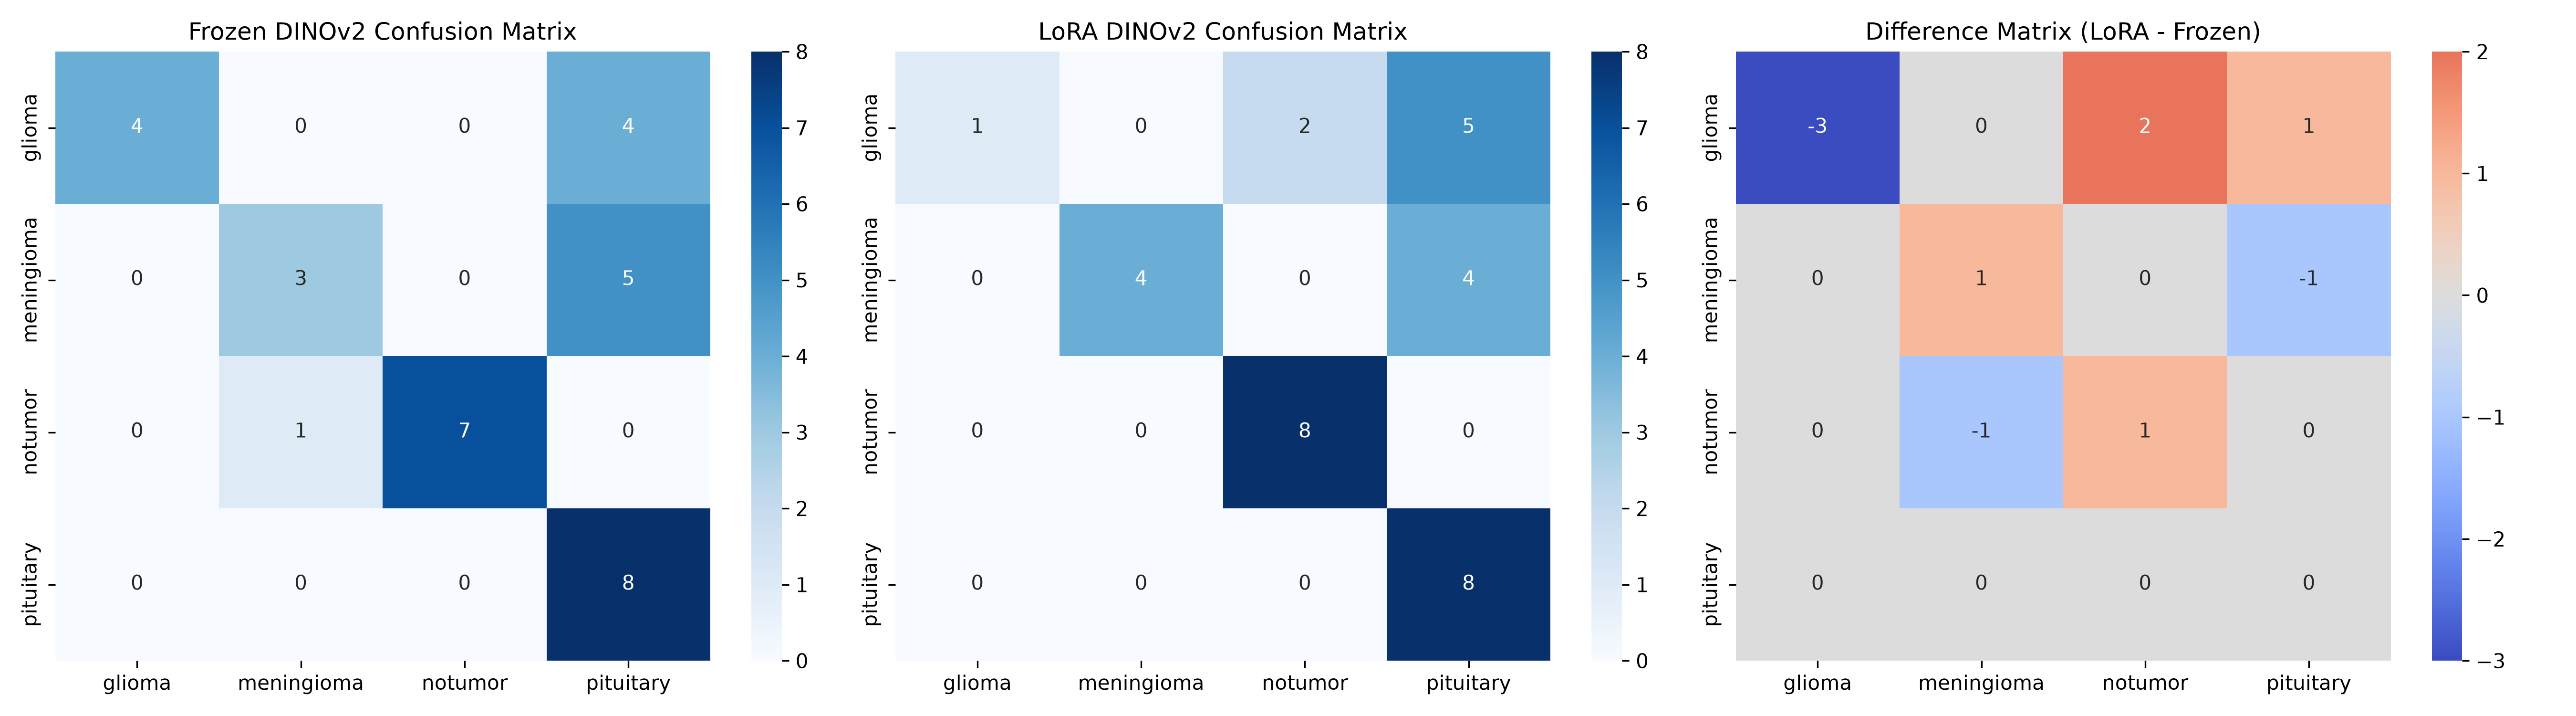 Frozen DINOv2 Confusion Matrix
glioma
meningioma
notumor
pituitary
4 0 0 4
0 3 0 5
0 1 7 0
0 0 0 8
glioma meningioma notumor pituitary
8
7
6
5
4
3
2
1
0
LoRA DINOv2 Confusion Matrix
glioma
meningioma
notumor
pituitary
1 0 2 5
0 4 0 4
0 0 8 0
0 0 0 8
glioma meningioma notumor pituitary
8
7
6
5
4
3
2
1
0
Difference Matrix (LoRA - Frozen)
glioma
meningioma
notumor
pituitary
-3 0 2 1
0 1 0 -1
0 -1 1 0
0 0 0 0
glioma meningioma notumor pituitary
2
1
0
−1
−2
−3